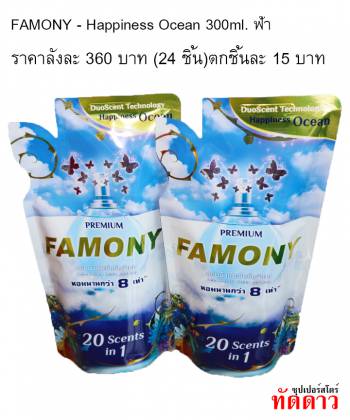 FAMONY - Happiness Ocean 300ml. ฟ้า
ราคาลังละ 360 บาท (24 ชิ้น)ตกชิ้นละ 15 บาท
DuoScent Technology
Happiness Ocean
PREMIUM
FAMONY
หอมนานกว่า 8 เท่า
20 Scents
in 1
DuoScent Technology
Happiness Ocean
PREMIUM
FAMONY
หอมนานกว่า 8 เท่า
20 Scents
in 1
ซุปเปอร์สโตร์
ทัดดาว